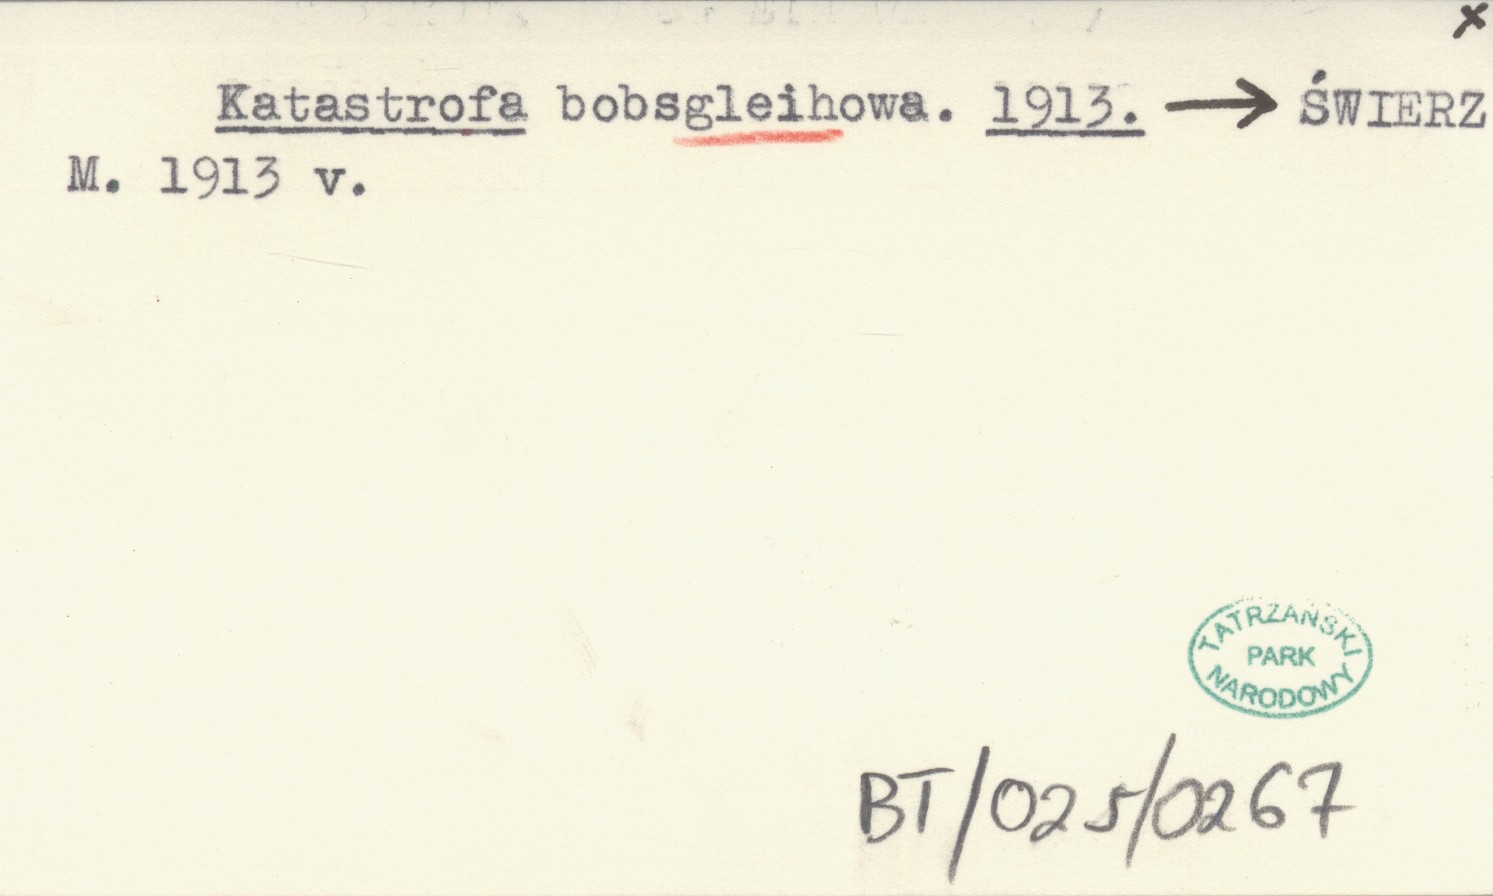 x
Katastrofa bobsgleihowa. 1913. → ŚWIERZ
M. 1913 v.
TATRZAŃSKI
PARK
NARODOWY
BT/025/0267